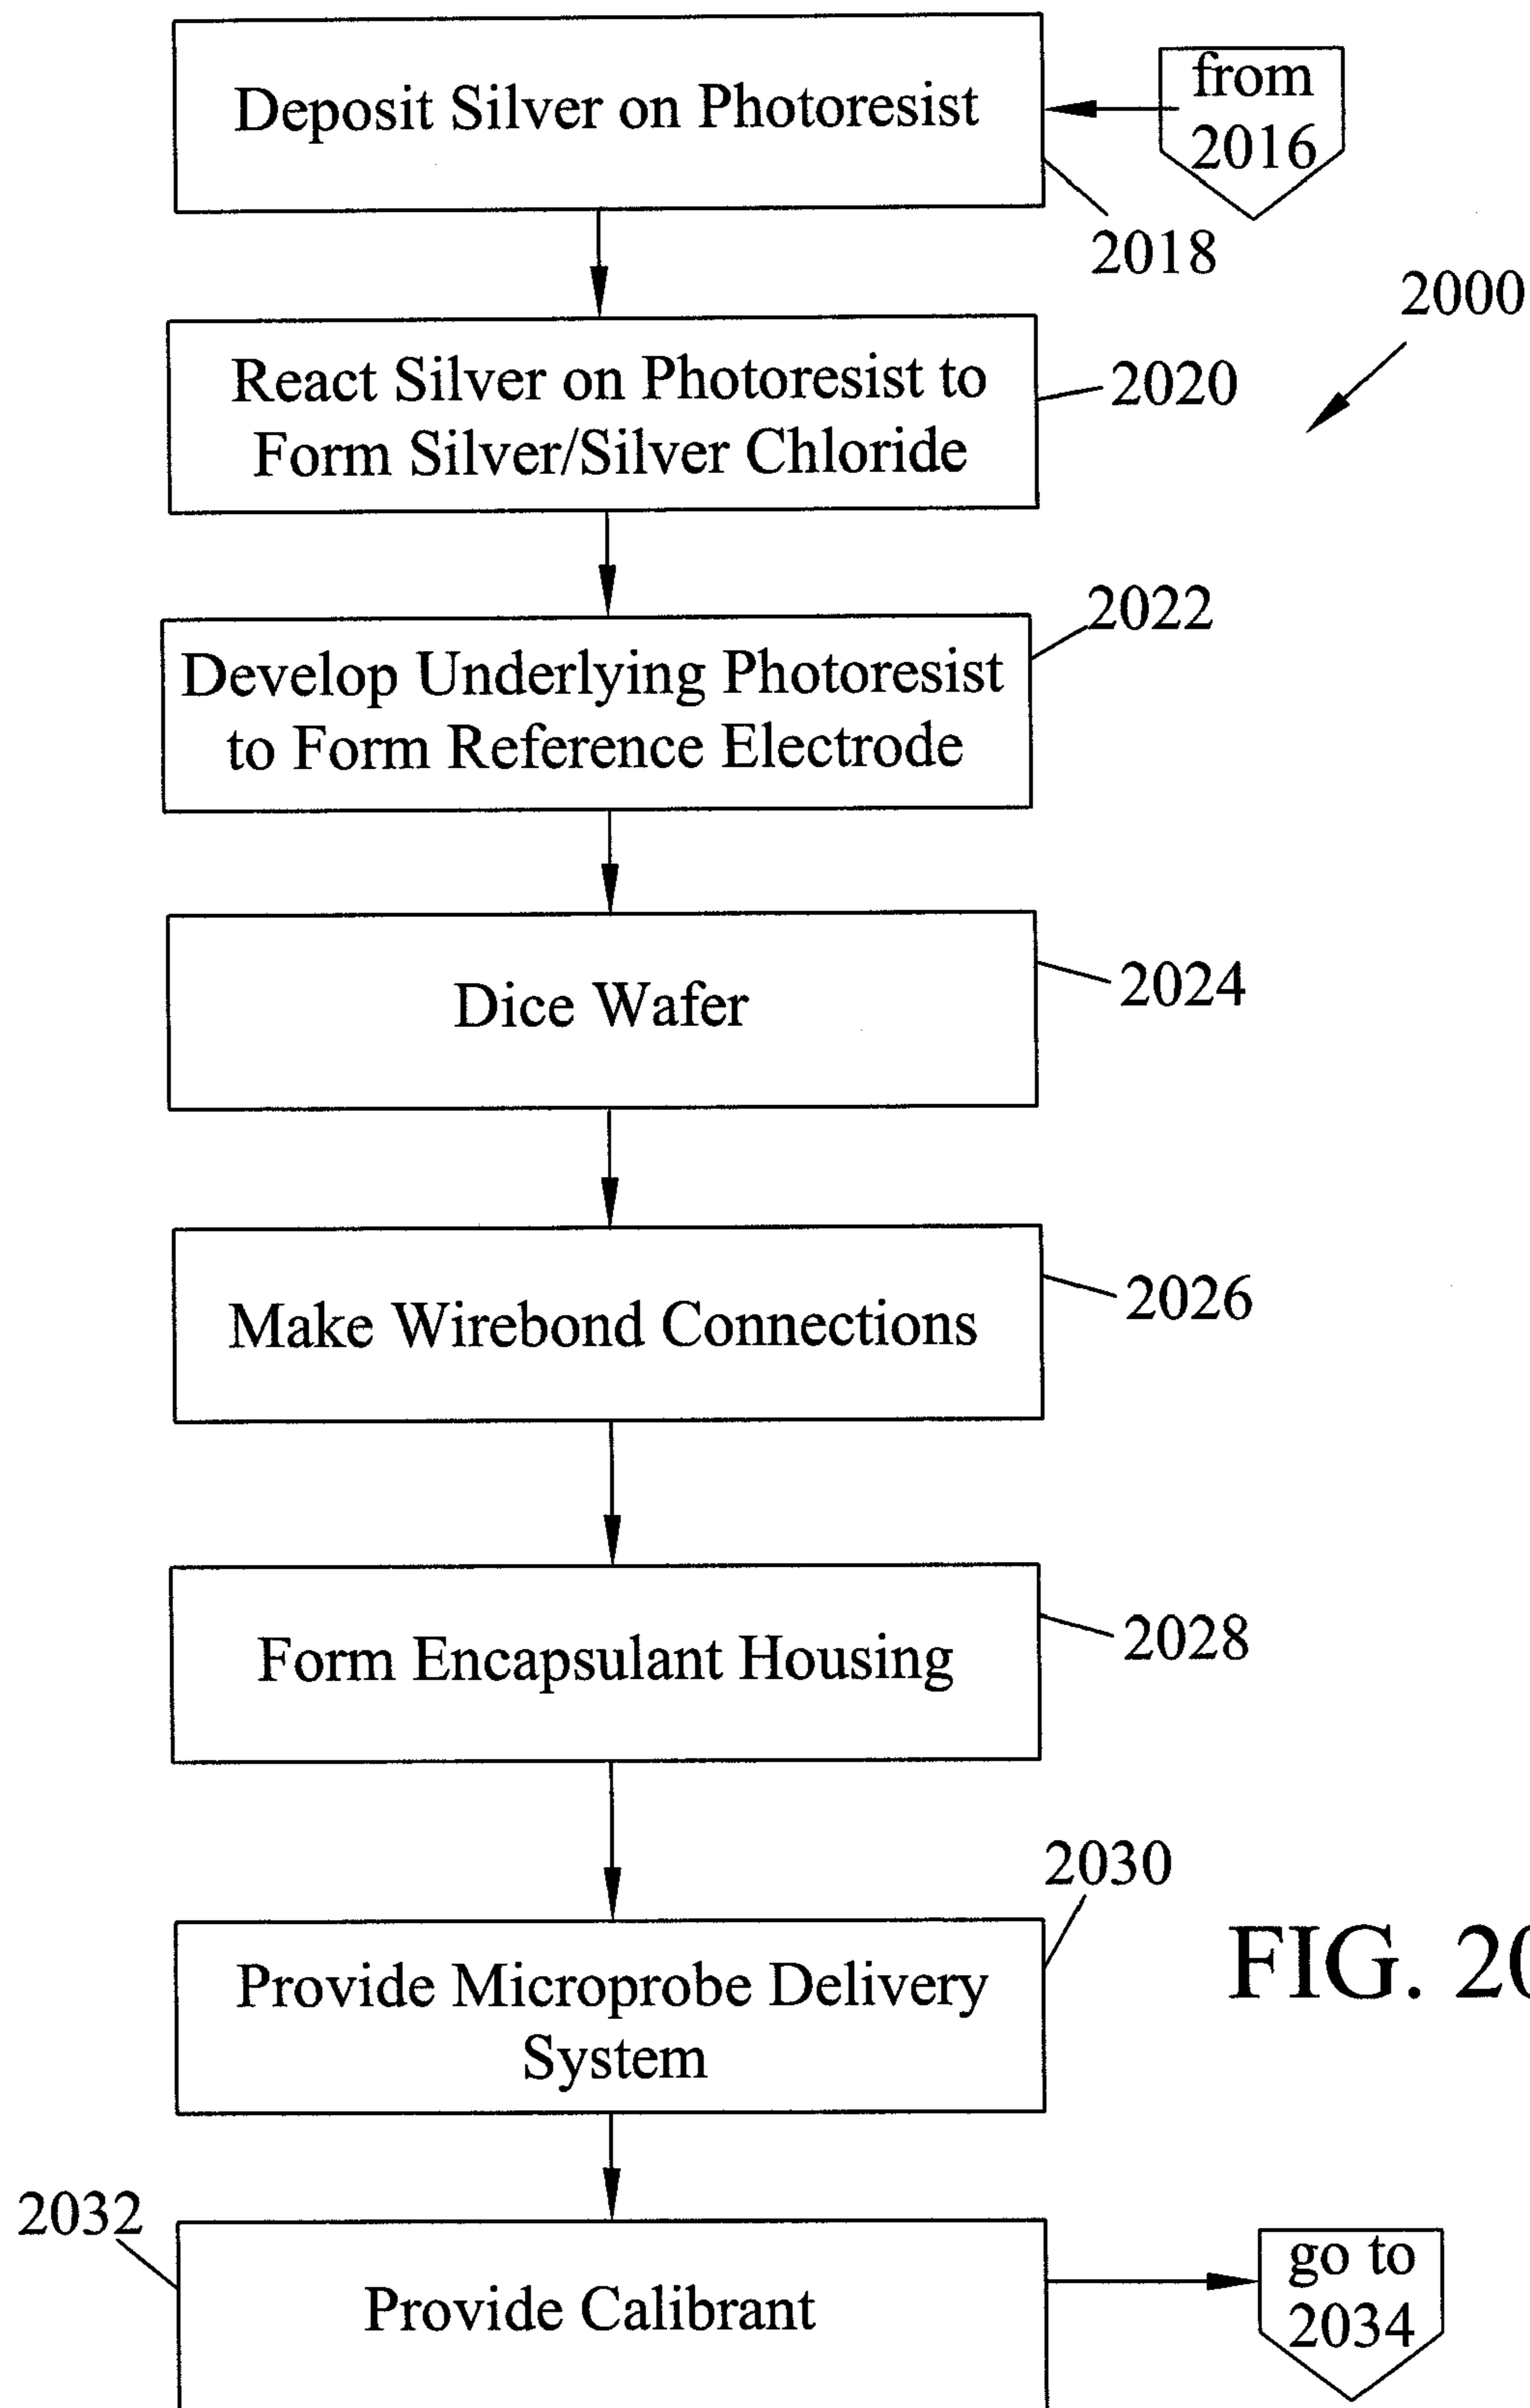 Deposit Silver on Photoresist
from
2016
2018
2000
React Silver on Photoresist to
Form Silver/Silver Chloride
2020
2022
Develop Underlying Photoresist
to Form Reference Electrode
Dice Wafer
2024
Make Wirebond Connections
2026
Form Encapsulant Housing
2028
2030
Provide Microprobe Delivery
System
FIG. 20
2032
Provide Calibrant
go to
2034